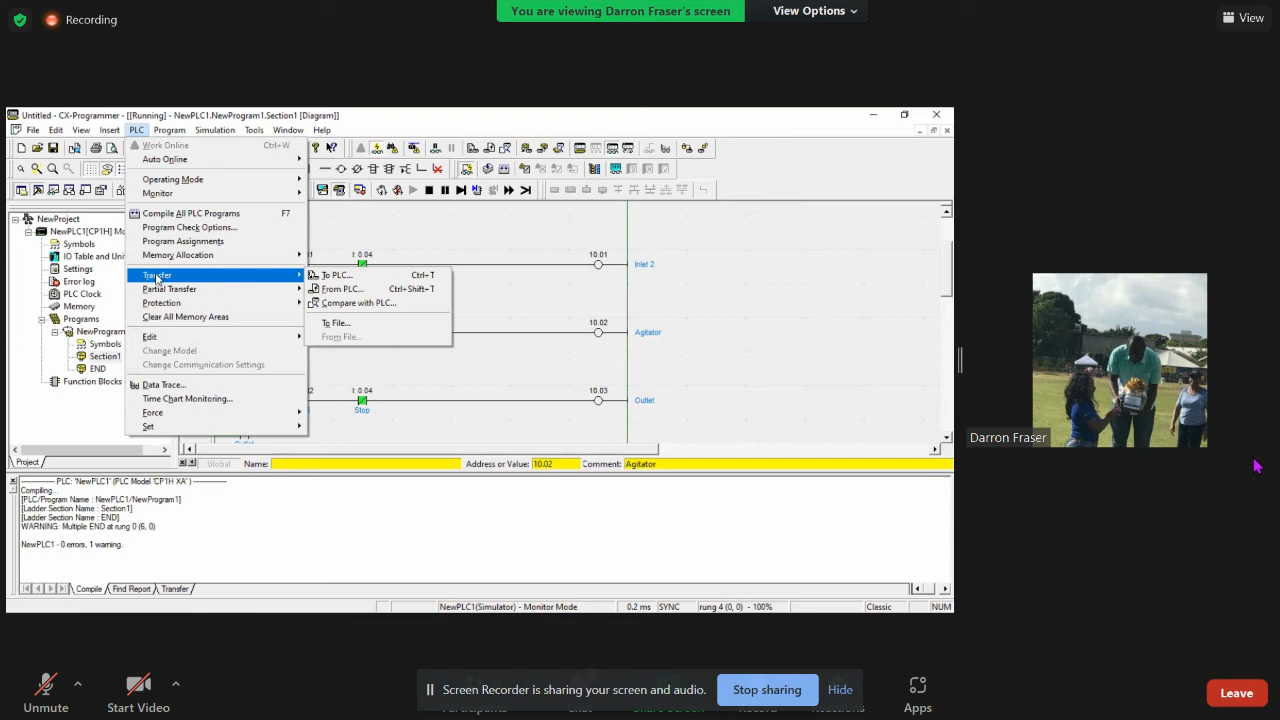 Recording
You are viewing Darron Fraser's screen
View Options
View
Untitled - CX-Programmer - [[Running] - NewPLC1.NewProgram1.Section1 [Diagram]]
File Edit View Insert PLC Program Simulation Tools Window Help
Work Online Ctrl+W
Auto Online
Operating Mode
Monitor
Compile All PLC Programs F7
Program Check Options...
Program Assignments
Memory Allocation
Transfer
Partial Transfer
Protection
Clear All Memory Areas
Edit
Change Model
Change Communication Settings
Data Trace...
Time Chart Monitoring...
Force
Set
To PLC... Ctrl+T
From PLC... Ctrl+Shift+T
Compare with PLC...
To File...
From File...
NewProject
NewPLC1[CP1H] Mo
Symbols
IO Table and Uni
Settings
Error log
PLC Clock
Memory
Programs
NewProgram
Symbols
Section1
END
Function Blocks
Project
01 I: 0.04 10.01
Inlet 2
10.02
Agitator
02 I: 0.04 10.03
Stop Outlet
Outlet
Global Name: Address or Value: 10.02 Comment: Agitator
------------- PLC: 'NewPLC1' (PLC Model 'CP1H XA' ) -------------
Compiling...
[PLC/Program Name : NewPLC1/NewProgram1]
[Ladder Section Name : Section1]
[Ladder Section Name : END]
WARNING: Multiple END at rung 0 (6, 0)
NewPLC1 - 0 errors, 1 warning.
Compile Find Report Transfer
NewPLC1(Simulator) - Monitor Mode 0.2 ms SYNC rung 4 (0, 0) - 100% Classic NUM
Darron Fraser
Unmute
Start Video
Screen Recorder is sharing your screen and audio.
Stop sharing
Hide
Apps
Leave